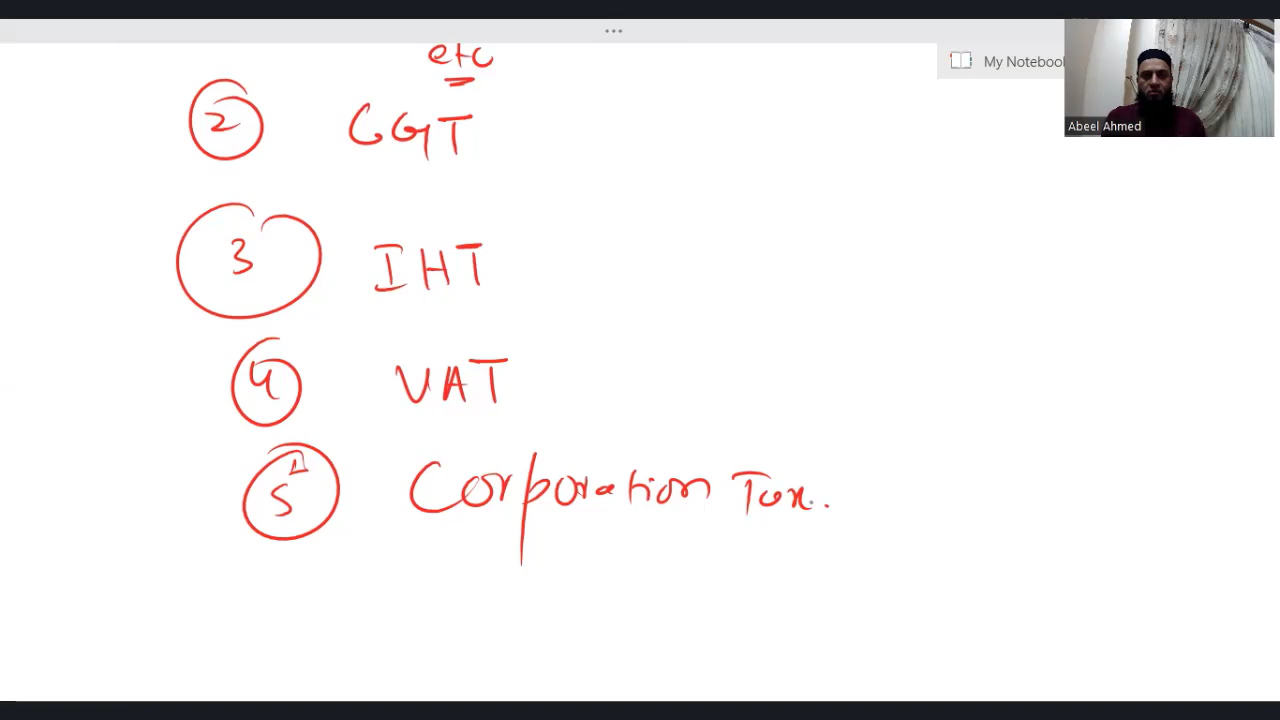 etc
My Notebook
2 CGT
Abeel Ahmed
3 IHT
4 VAT
5 Corporation Tax.